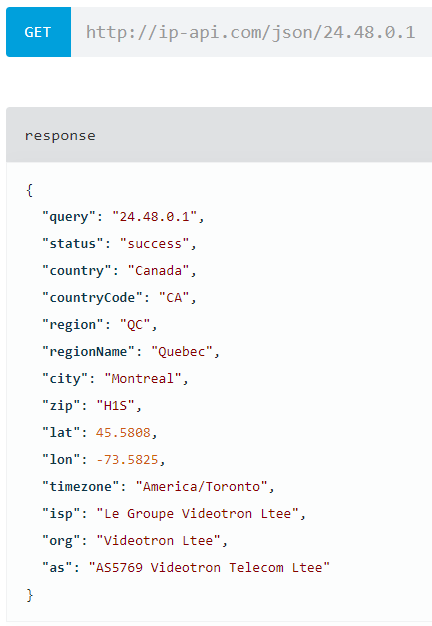 GET http://ip-api.com/json/24.48.0.1
response
{
"query": "24.48.0.1",
"status": "success",
"country": "Canada",
"countryCode": "CA",
"region": "QC",
"regionName": "Quebec",
"city": "Montreal",
"zip": "H1S",
"lat": 45.5808,
"lon": -73.5825,
"timezone": "America/Toronto",
"isp": "Le Groupe Videotron Ltee",
"org": "Videotron Ltee",
"as": "AS5769 Videotron Telecom Ltee"
}